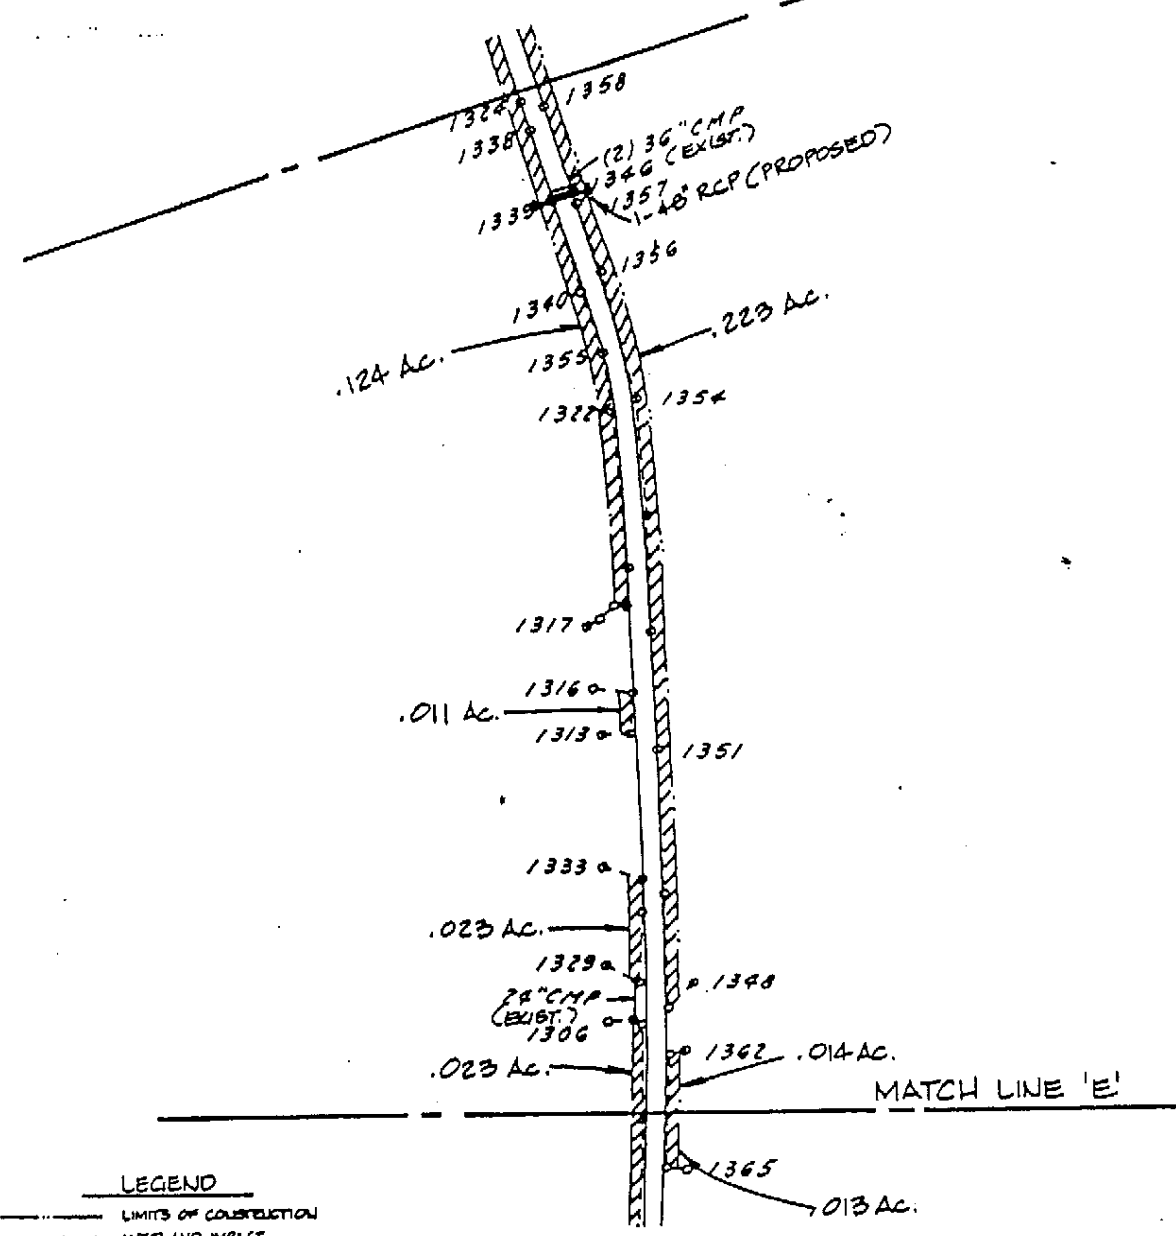 1324
1358
1338
(2) 36" CMP
(EXIST.)
1346
1357
1-48" RCP (PROPOSED)
1339
1356
1340
.223 Ac.
.124 Ac.
1355
1322
1354
1317
1316
.011 Ac.
1313
1351
1333
.023 Ac.
1329
1348
24" CMP
(EXIST.)
1306
1362
.014 Ac.
.023 Ac.
MATCH LINE 'E'
1365
.013 Ac.
LEGEND
LIMITS OF CONSTRUCTION